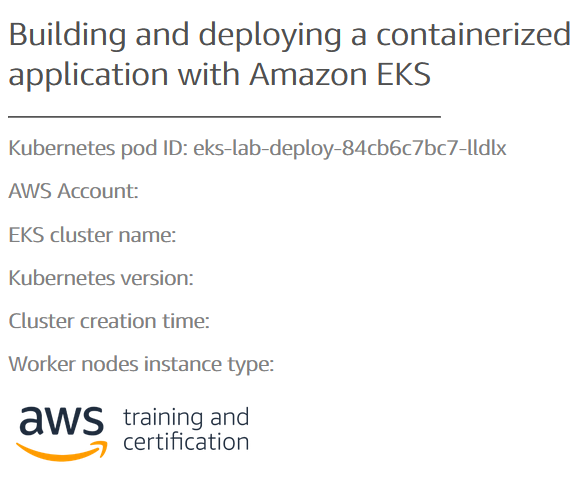 Building and deploying a containerized
application with Amazon EKS
Kubernetes pod ID: eks-lab-deploy-84cb6c7bc7-lldlx
AWS Account:
EKS cluster name:
Kubernetes version:
Cluster creation time:
Worker nodes instance type:
aws training and
certification